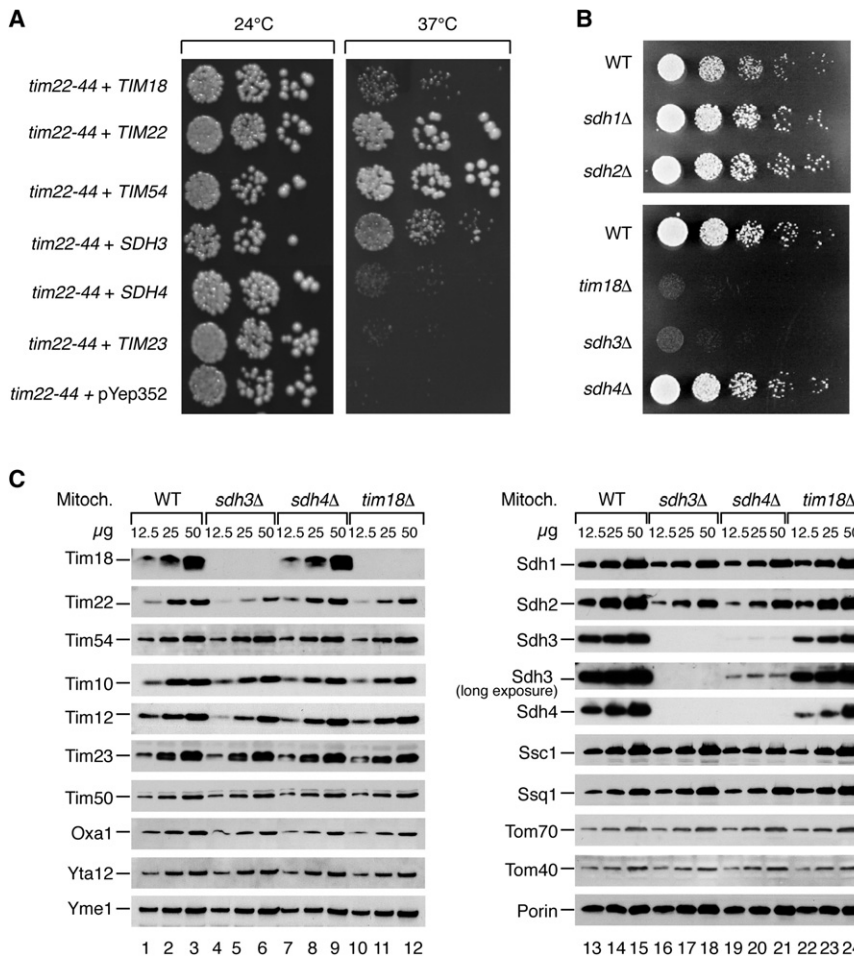 A
24°C 37°C
tim22-44 + TIM18
tim22-44 + TIM22
tim22-44 + TIM54
tim22-44 + SDH3
tim22-44 + SDH4
tim22-44 + TIM23
tim22-44 + pYep352
B
WT
sdh1Δ
sdh2Δ
WT
tim18Δ
sdh3Δ
sdh4Δ
C
Mitoch. WT sdh3Δ sdh4Δ tim18Δ
µg 12.5 25 50 12.5 25 50 12.5 25 50 12.5 25 50
Tim18
Tim22
Tim54
Tim10
Tim12
Tim23
Tim50
Oxa1
Yta12
Yme1
1 2 3 4 5 6 7 8 9 10 11 12
Mitoch. WT sdh3Δ sdh4Δ tim18Δ
µg 12.5 25 50 12.5 25 50 12.5 25 50 12.5 25 50
Sdh1
Sdh2
Sdh3
Sdh3
(long exposure)
Sdh4
Ssc1
Ssq1
Tom70
Tom40
Porin
13 14 15 16 17 18 19 20 21 22 23 24